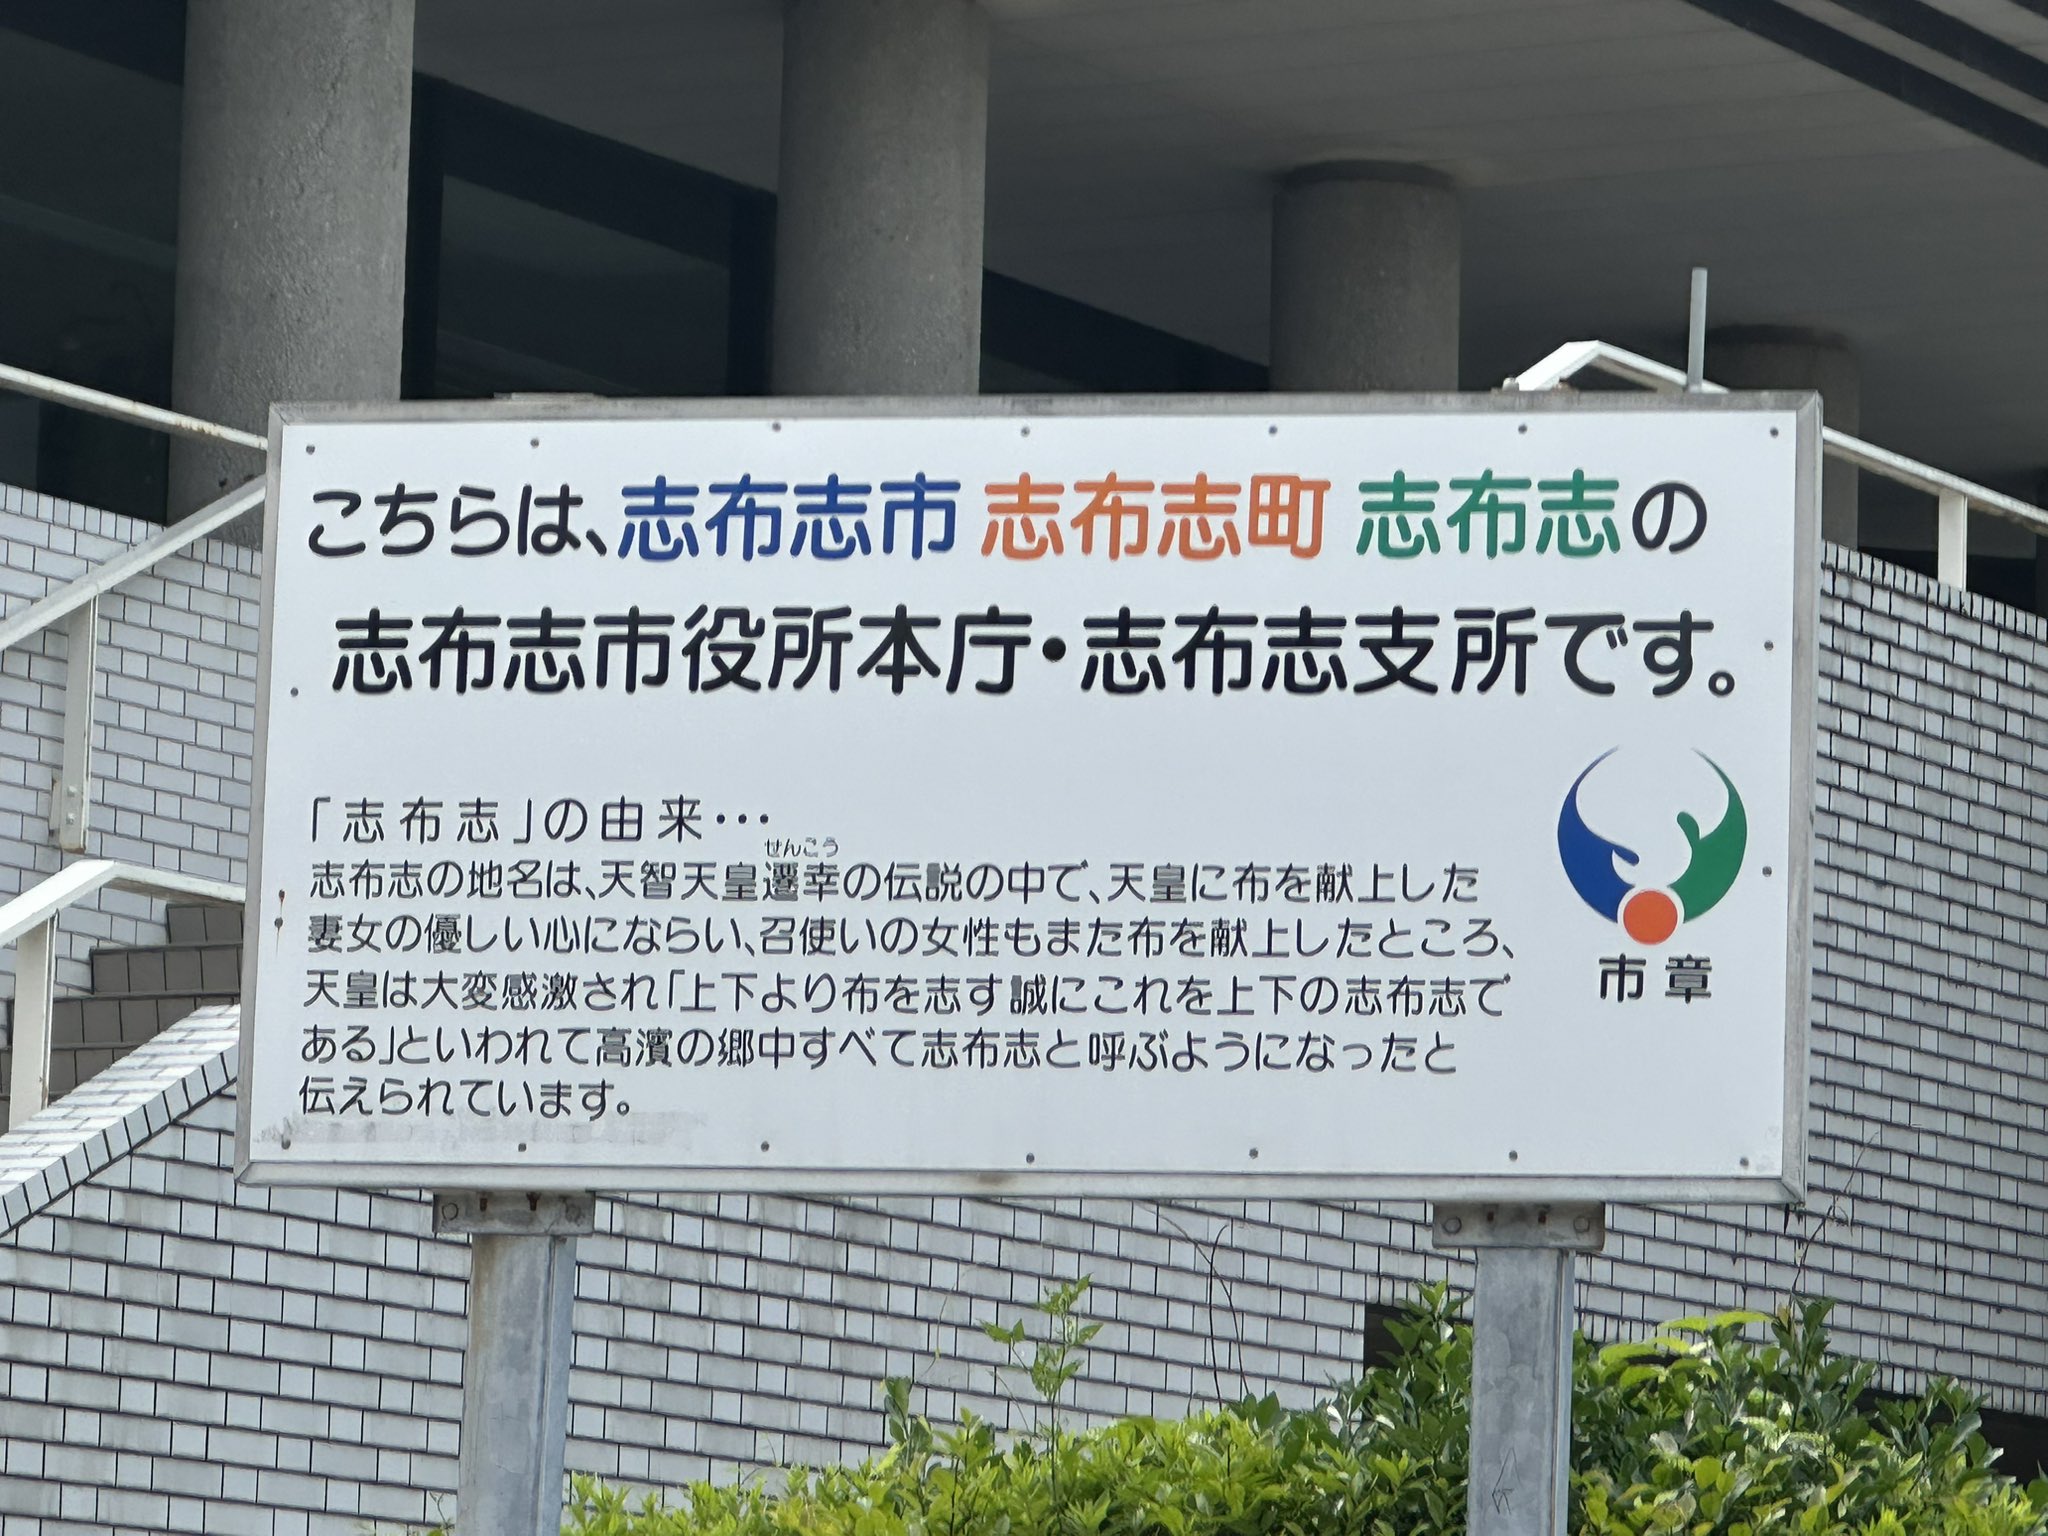 こちらは、志布志市 志布志町 志布志の
志布志市役所本庁・志布志支所です。
「志布志」の由来…
せんこう
志布志の地名は、天智天皇遷幸の伝説の中で、天皇に布を献上した
妻女の優しい心にならい、召使いの女性もまた布を献上したところ、
天皇は大変感激され「上下より布を志す誠にこれを上下の志布志で
ある」といわれて高濱の郷中すべて志布志と呼ぶようになったと
伝えられています。
市章